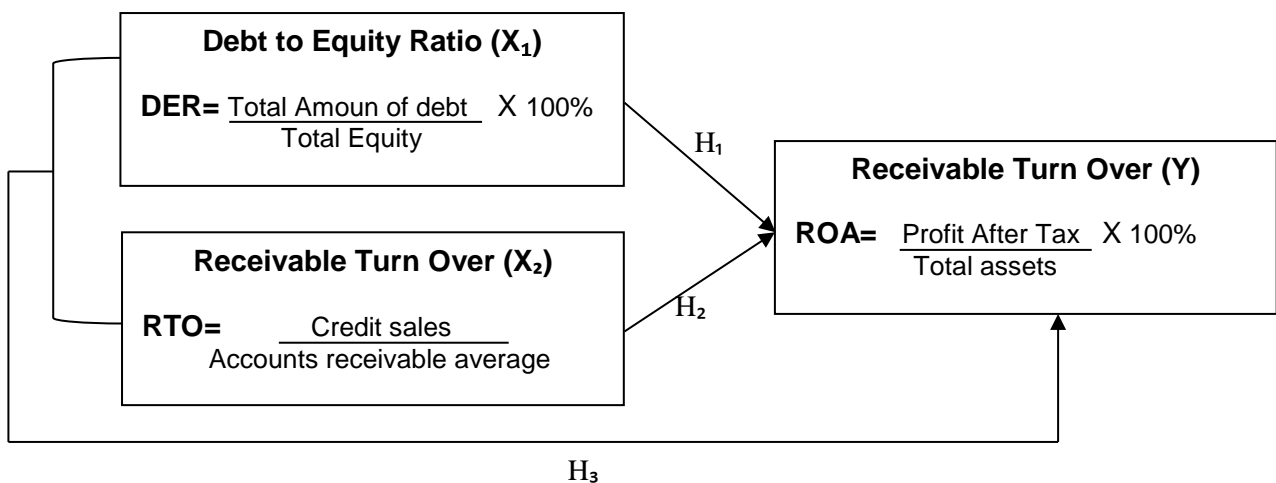 Debt to Equity Ratio (X₁)
DER= Total Amoun of debt X 100%
Total Equity
H₁
Receivable Turn Over (Y)
ROA= Profit After Tax X 100%
Total assets
Receivable Turn Over (X₂)
RTO= Credit sales
Accounts receivable average
H₂
H₃